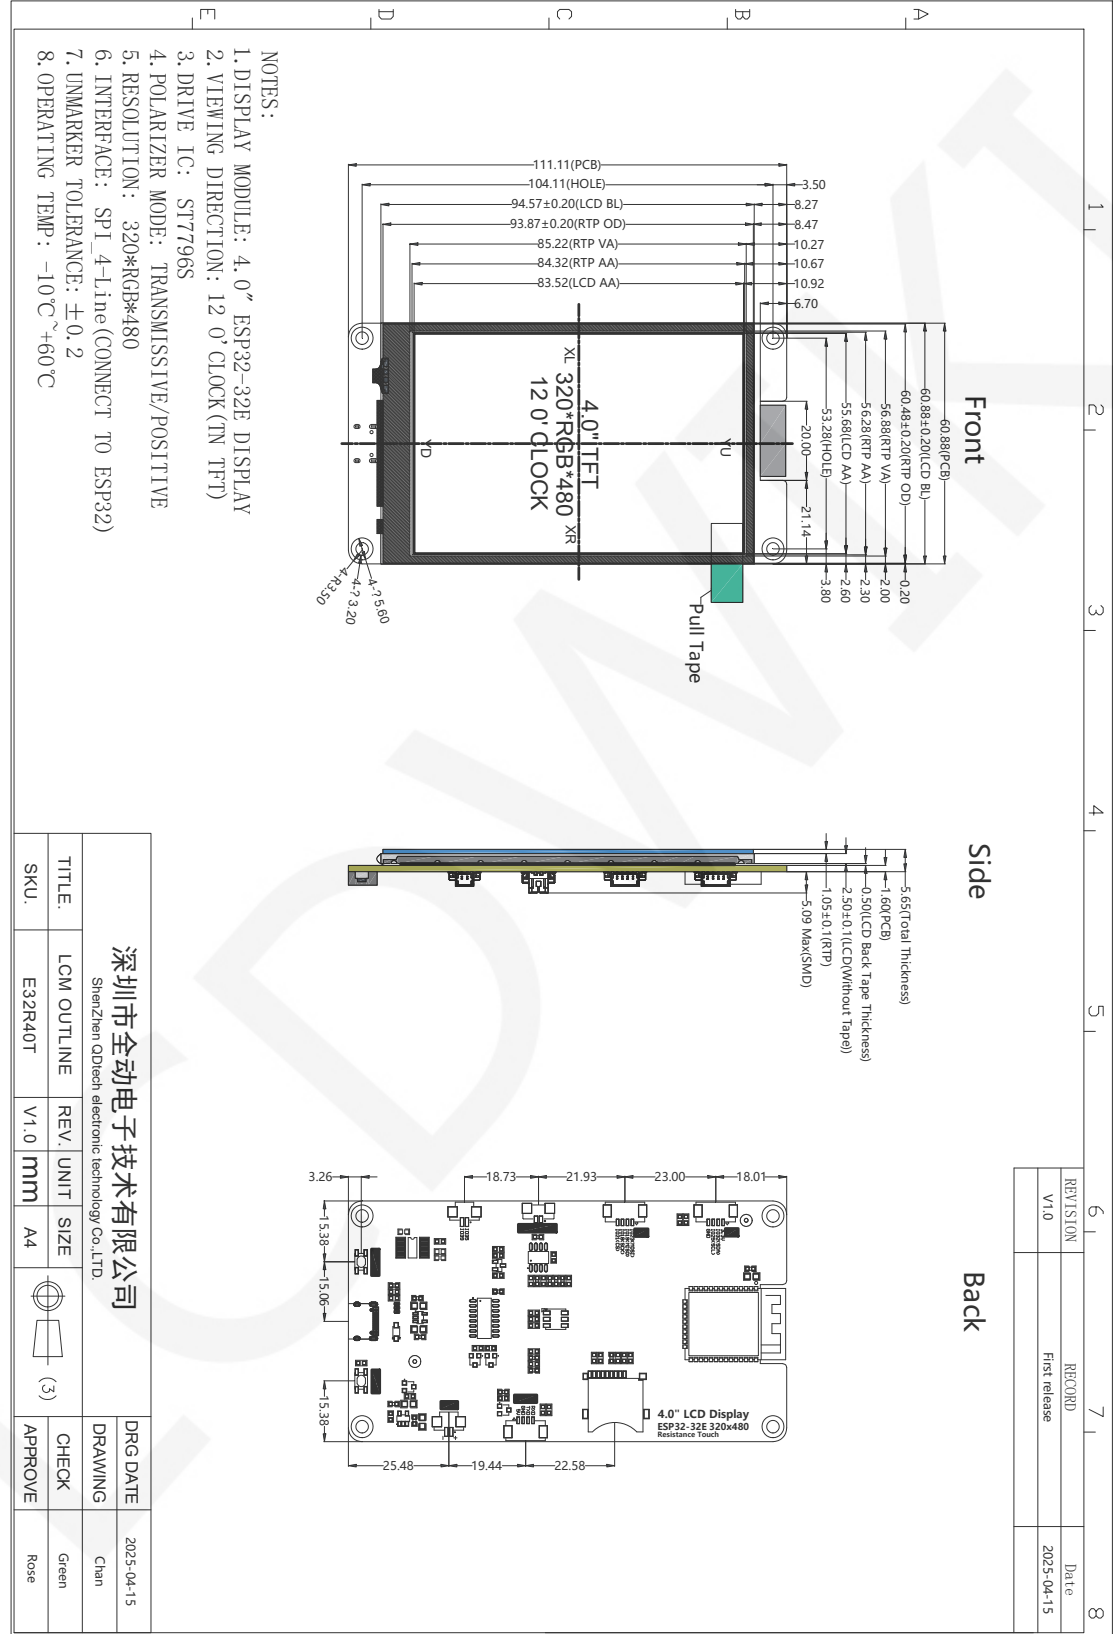 A
B
C
D
E
1
2
3
4
5
6
7
8
REVISION
RECORD
Date
V1.0
First release
2025-04-15
Front
Side
Back
111.11(PCB)
104.11(HOLE)
3.50
94.57±0.20(LCD BL)
8.27
93.87±0.20(RTP OD)
8.47
85.22(RTP VA)
10.27
84.32(RTP AA)
10.67
83.52(LCD AA)
10.92
6.70
60.88(PCB)
60.88±0.20(LCD BL)
60.48±0.20(RTP OD)
0.20
56.88(RTP VA)
2.00
56.28(RTP AA)
2.30
55.68(LCD AA)
2.60
53.28(HOLE)
3.80
20.00
21.14
4.0" TFT
XL 320*RGB*480 XR
12 0' CLOCK
YU
YD
4-? 5.60
4-? 3.20
4-R3.50
Pull Tape
5.65(Total Thickness)
1.60(PCB)
0.50(LCD Back Tape Thickness)
2.50±0.1(LCD(Without Tape))
1.05±0.1(RTP)
5.09 Max(SMD)
3.26
18.73
21.93
23.00
18.01
15.38
15.06
15.38
25.48
19.44
22.58
4.0" LCD Display
ESP32-32E 320x480
Resistance Touch
NOTES:
1. DISPLAY MODULE: 4.0" ESP32-32E DISPLAY
2. VIEWING DIRECTION: 12 O' CLOCK(TN TFT)
3. DRIVE IC: ST7796S
4. POLARIZER MODE: TRANSMISSIVE/POSITIVE
5. RESOLUTION: 320*RGB*480
6. INTERFACE: SPI_4-Line(CONNECT TO ESP32)
7. UNMARKER TOLERANCE: ±0.2
8. OPERATING TEMP: -10℃~+60℃
深圳市全动电子技术有限公司
ShenZhen QDtech electronic technology Co.,LTD.
DRG DATE
2025-04-15
DRAWING
Chan
TITLE.
LCM OUTLINE
REV.
UNIT
SIZE
(3)
CHECK
Green
SKU.
E32R40T
V1.0
mm
A4
APPROVE
Rose
LCDWIKI